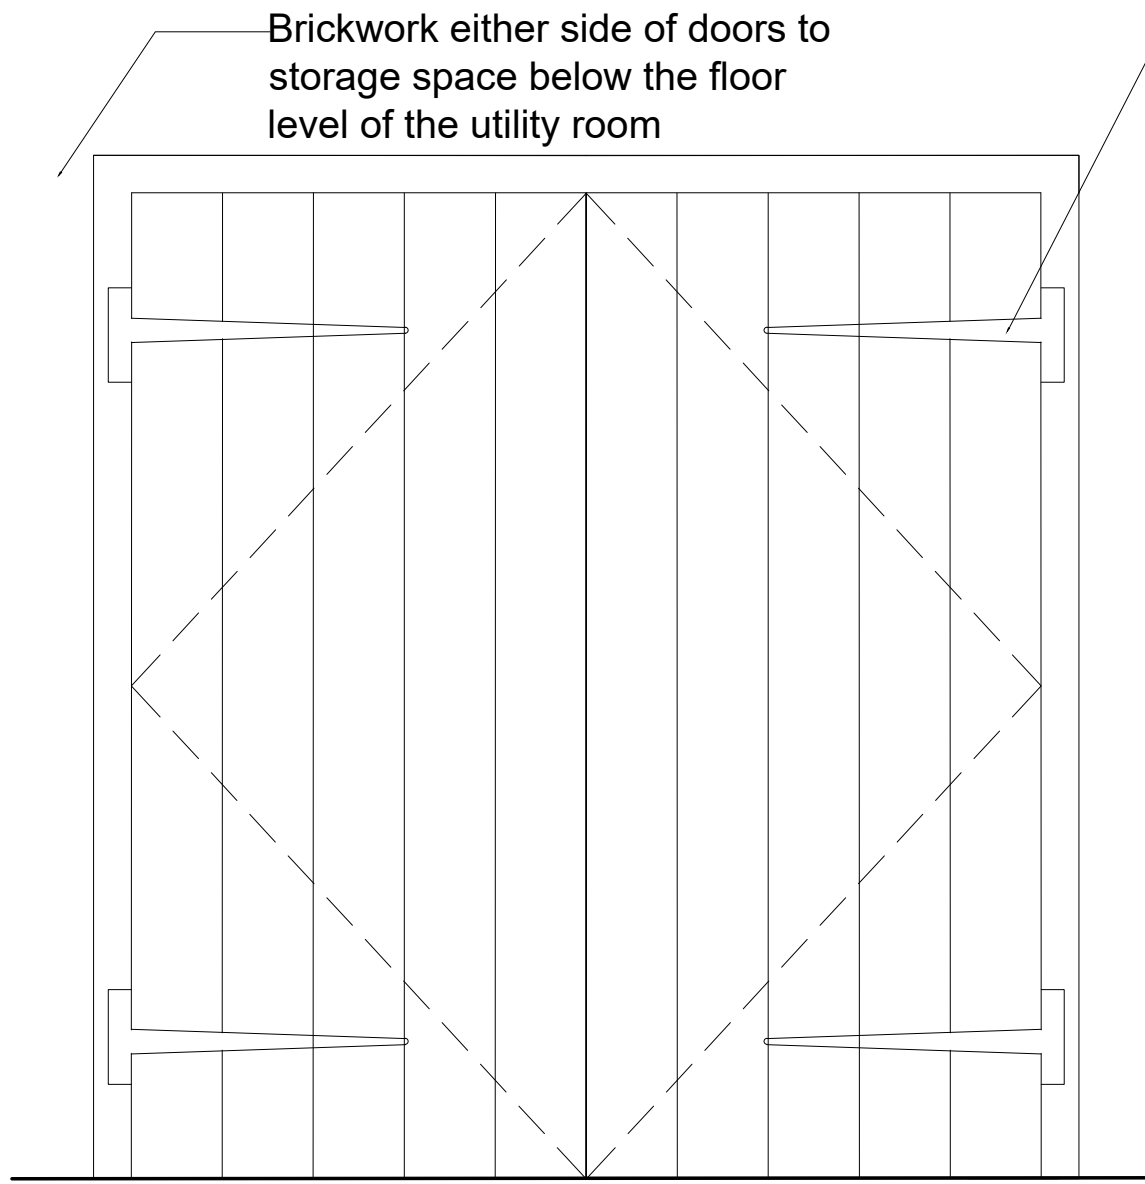 Brickwork either side of doors to
storage space below the floor
level of the utility room